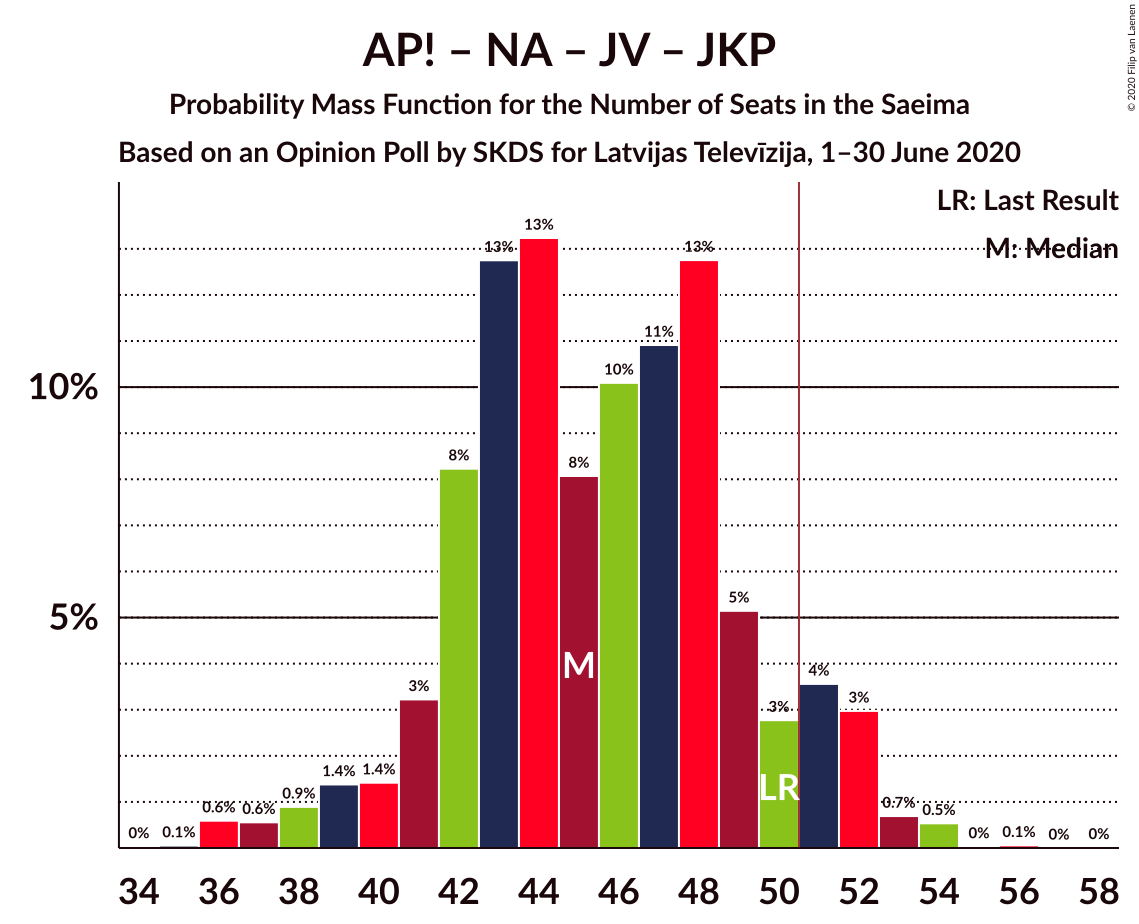 AP! – NA – JV – JKP
Probability Mass Function for the Number of Seats in the Saeima
Based on an Opinion Poll by SKDS for Latvijas Televīzija, 1–30 June 2020
© 2020 Filip van Laenen
LR: Last Result
M: Median
10%
5%
0% 0.1% 0.6% 0.6% 0.9% 1.4% 1.4% 3% 8% 13% 13% 8% 10% 11% 13% 5% 3% 4% 3% 0.7% 0.5% 0% 0.1% 0% 0%
M
LR
34 36 38 40 42 44 46 48 50 52 54 56 58